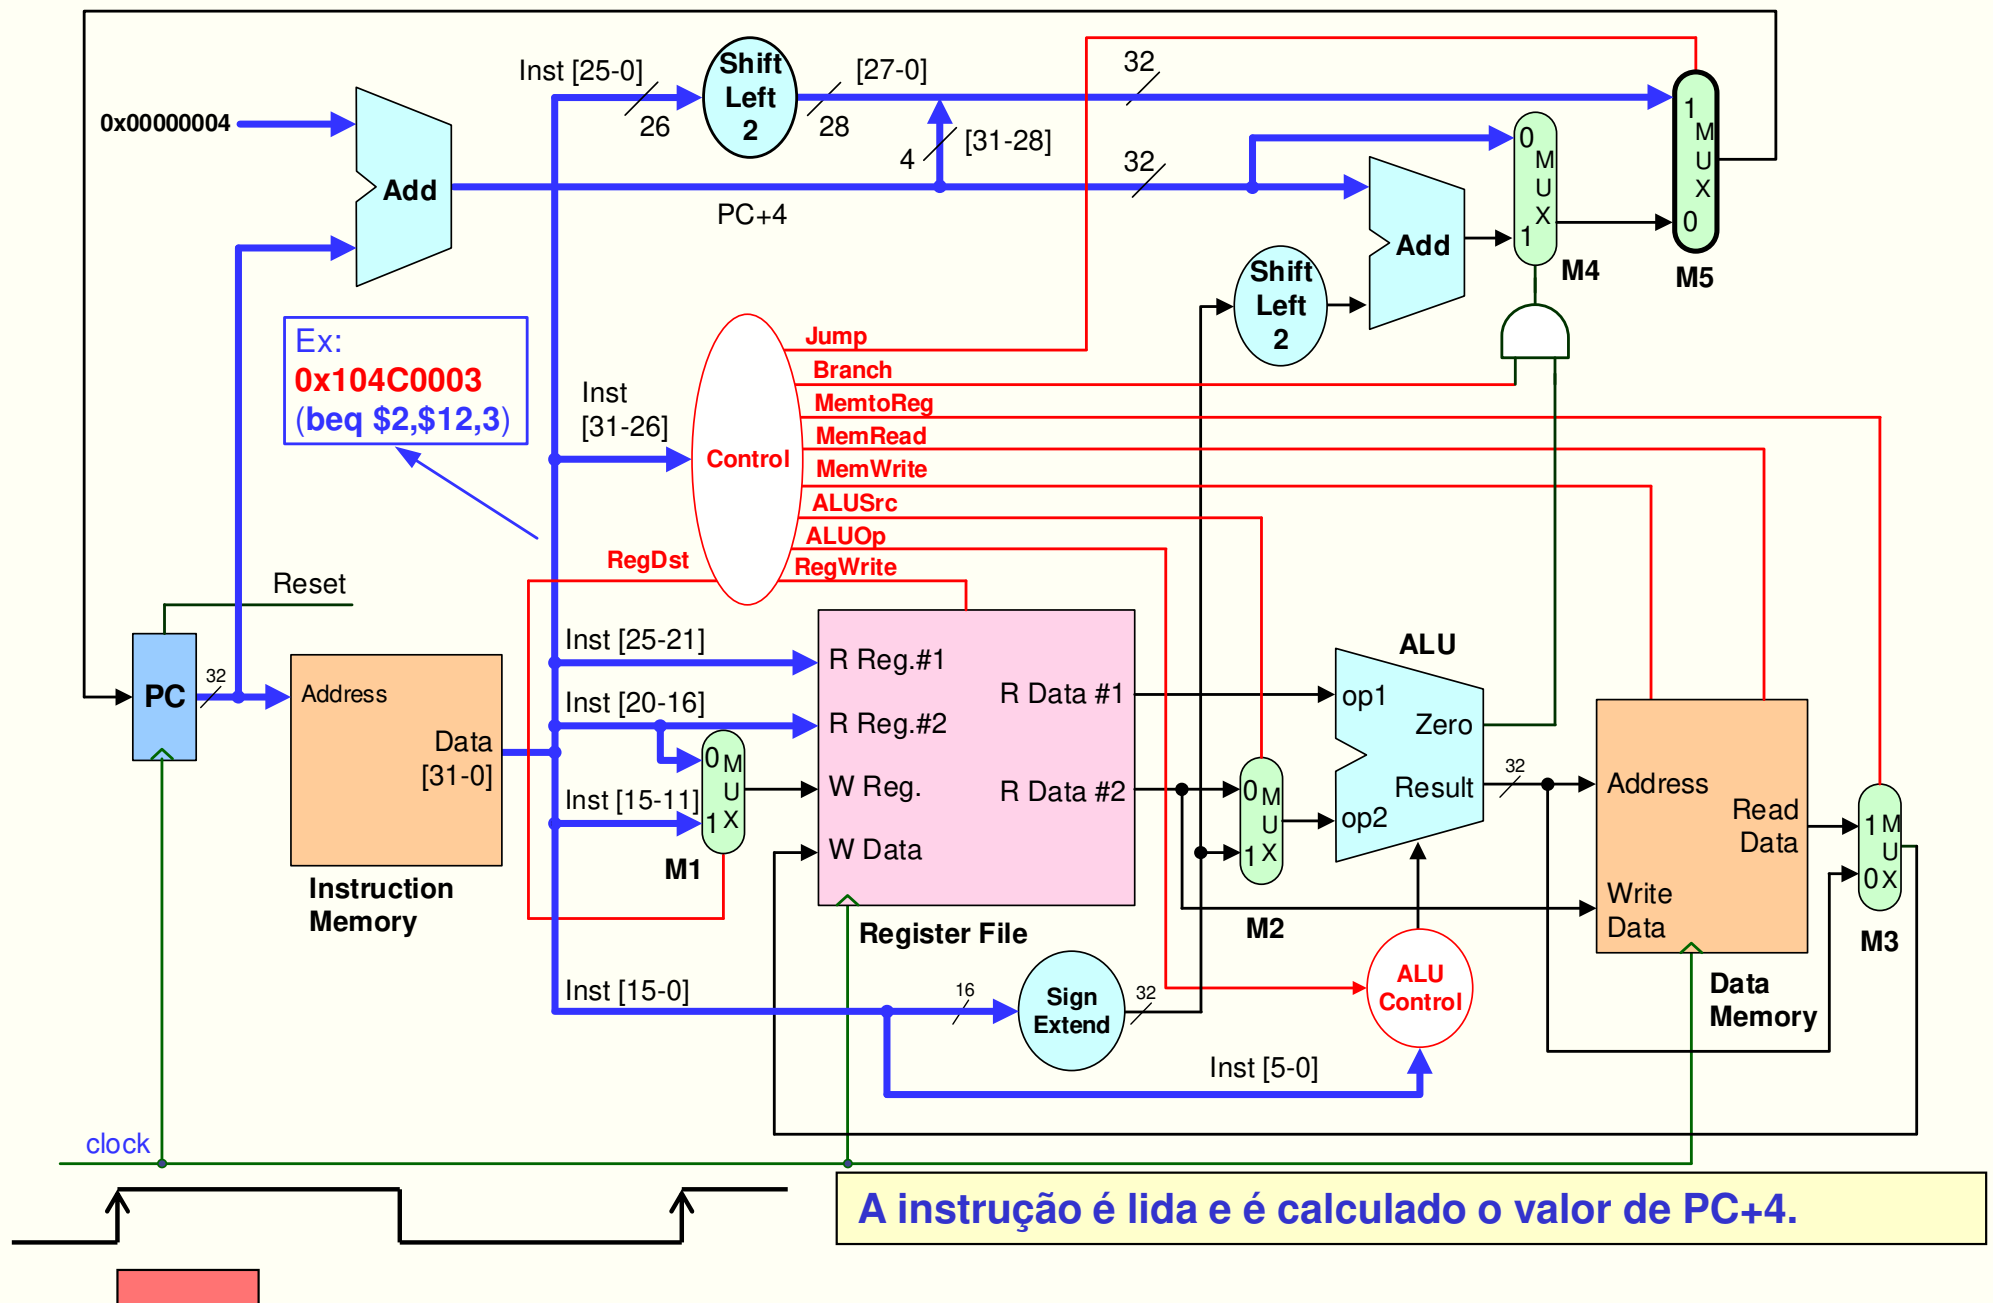 Inst [25-0]
26
Shift
Left
2
[27-0]
28
32
0x00000004
Add
4
[31-28]
32
PC+4
1
M
U
X
0
M5
0
M
U
X
1
M4
Add
Shift
Left
2
Ex:
0x104C0003
(beq $2,$12,3)
Inst
[31-26]
Control
Jump
Branch
MemtoReg
MemRead
MemWrite
ALUSrc
ALUOp
RegWrite
RegDst
Reset
PC
32
Address
Data
[31-0]
Instruction
Memory
Inst [25-21]
Inst [20-16]
Inst [15-11]
0 M
U
1 X
M1
R Reg.#1
R Reg.#2
W Reg.
W Data
R Data #1
R Data #2
Register File
0 M
U
1 X
M2
ALU
op1
Zero
Result
op2
32
Address
Read
Data
Write
Data
Data
Memory
1 M
U
0 X
M3
Inst [15-0]
16
Sign
Extend
32
ALU
Control
Inst [5-0]
clock
A instrução é lida e é calculado o valor de PC+4.